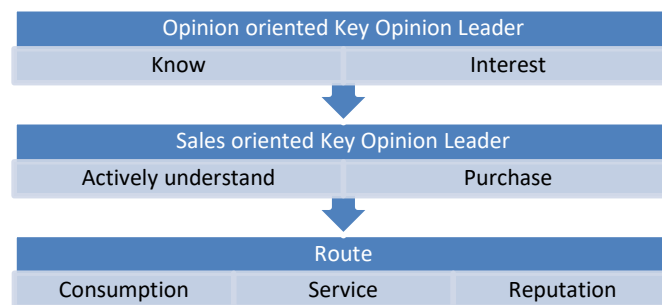 Opinion oriented Key Opinion Leader
Know Interest
Sales oriented Key Opinion Leader
Actively understand Purchase
Route
Consumption Service Reputation